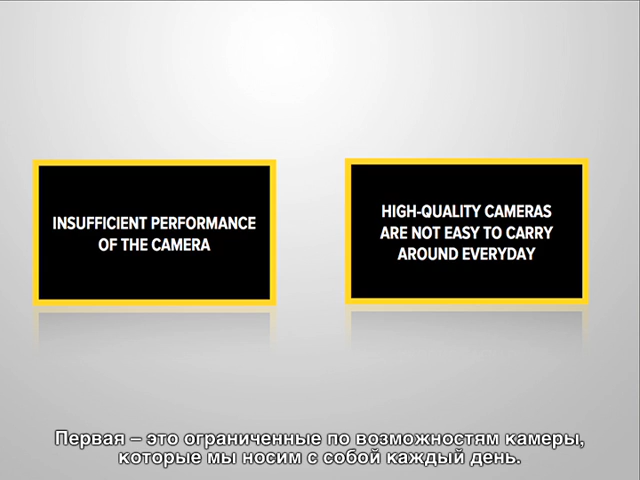 INSUFFICIENT PERFORMANCE
OF THE CAMERA
HIGH-QUALITY CAMERAS
ARE NOT EASY TO CARRY
AROUND EVERYDAY
Первая – это ограниченные по возможностям камеры,
которые мы носим с собой каждый день.